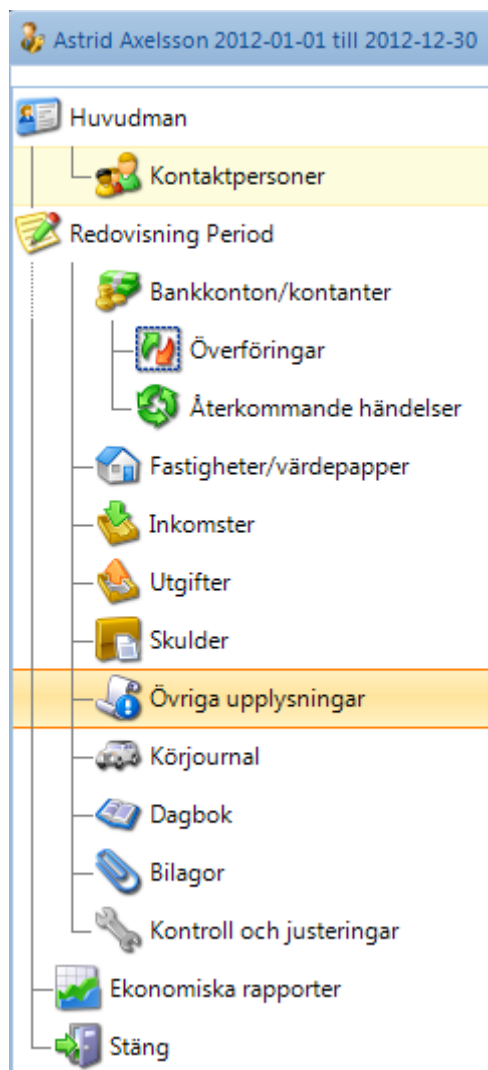 Astrid Axelsson 2012-01-01 till 2012-12-30
Huvudman
Kontaktpersoner
Redovisning Period
Bankkonton/kontanter
Överföringar
Återkommande händelser
Fastigheter/värdepapper
Inkomster
Utgifter
Skulder
Övriga upplysningar
Körjournal
Dagbok
Bilagor
Kontroll och justeringar
Ekonomiska rapporter
Stäng